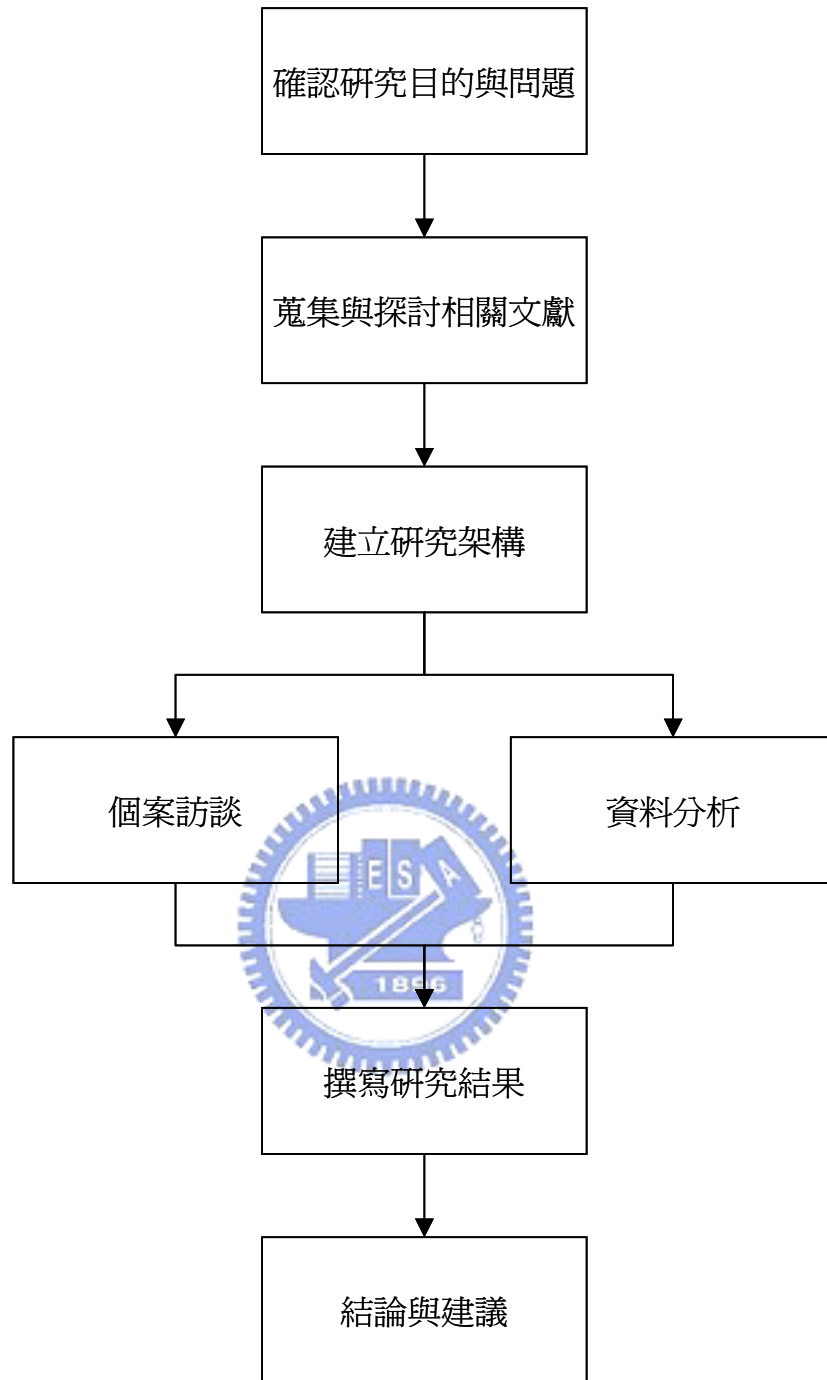 確認研究目的與問題
蒐集與探討相關文獻
建立研究架構
個案訪談
資料分析
E S A
1896
撰寫研究結果
結論與建議